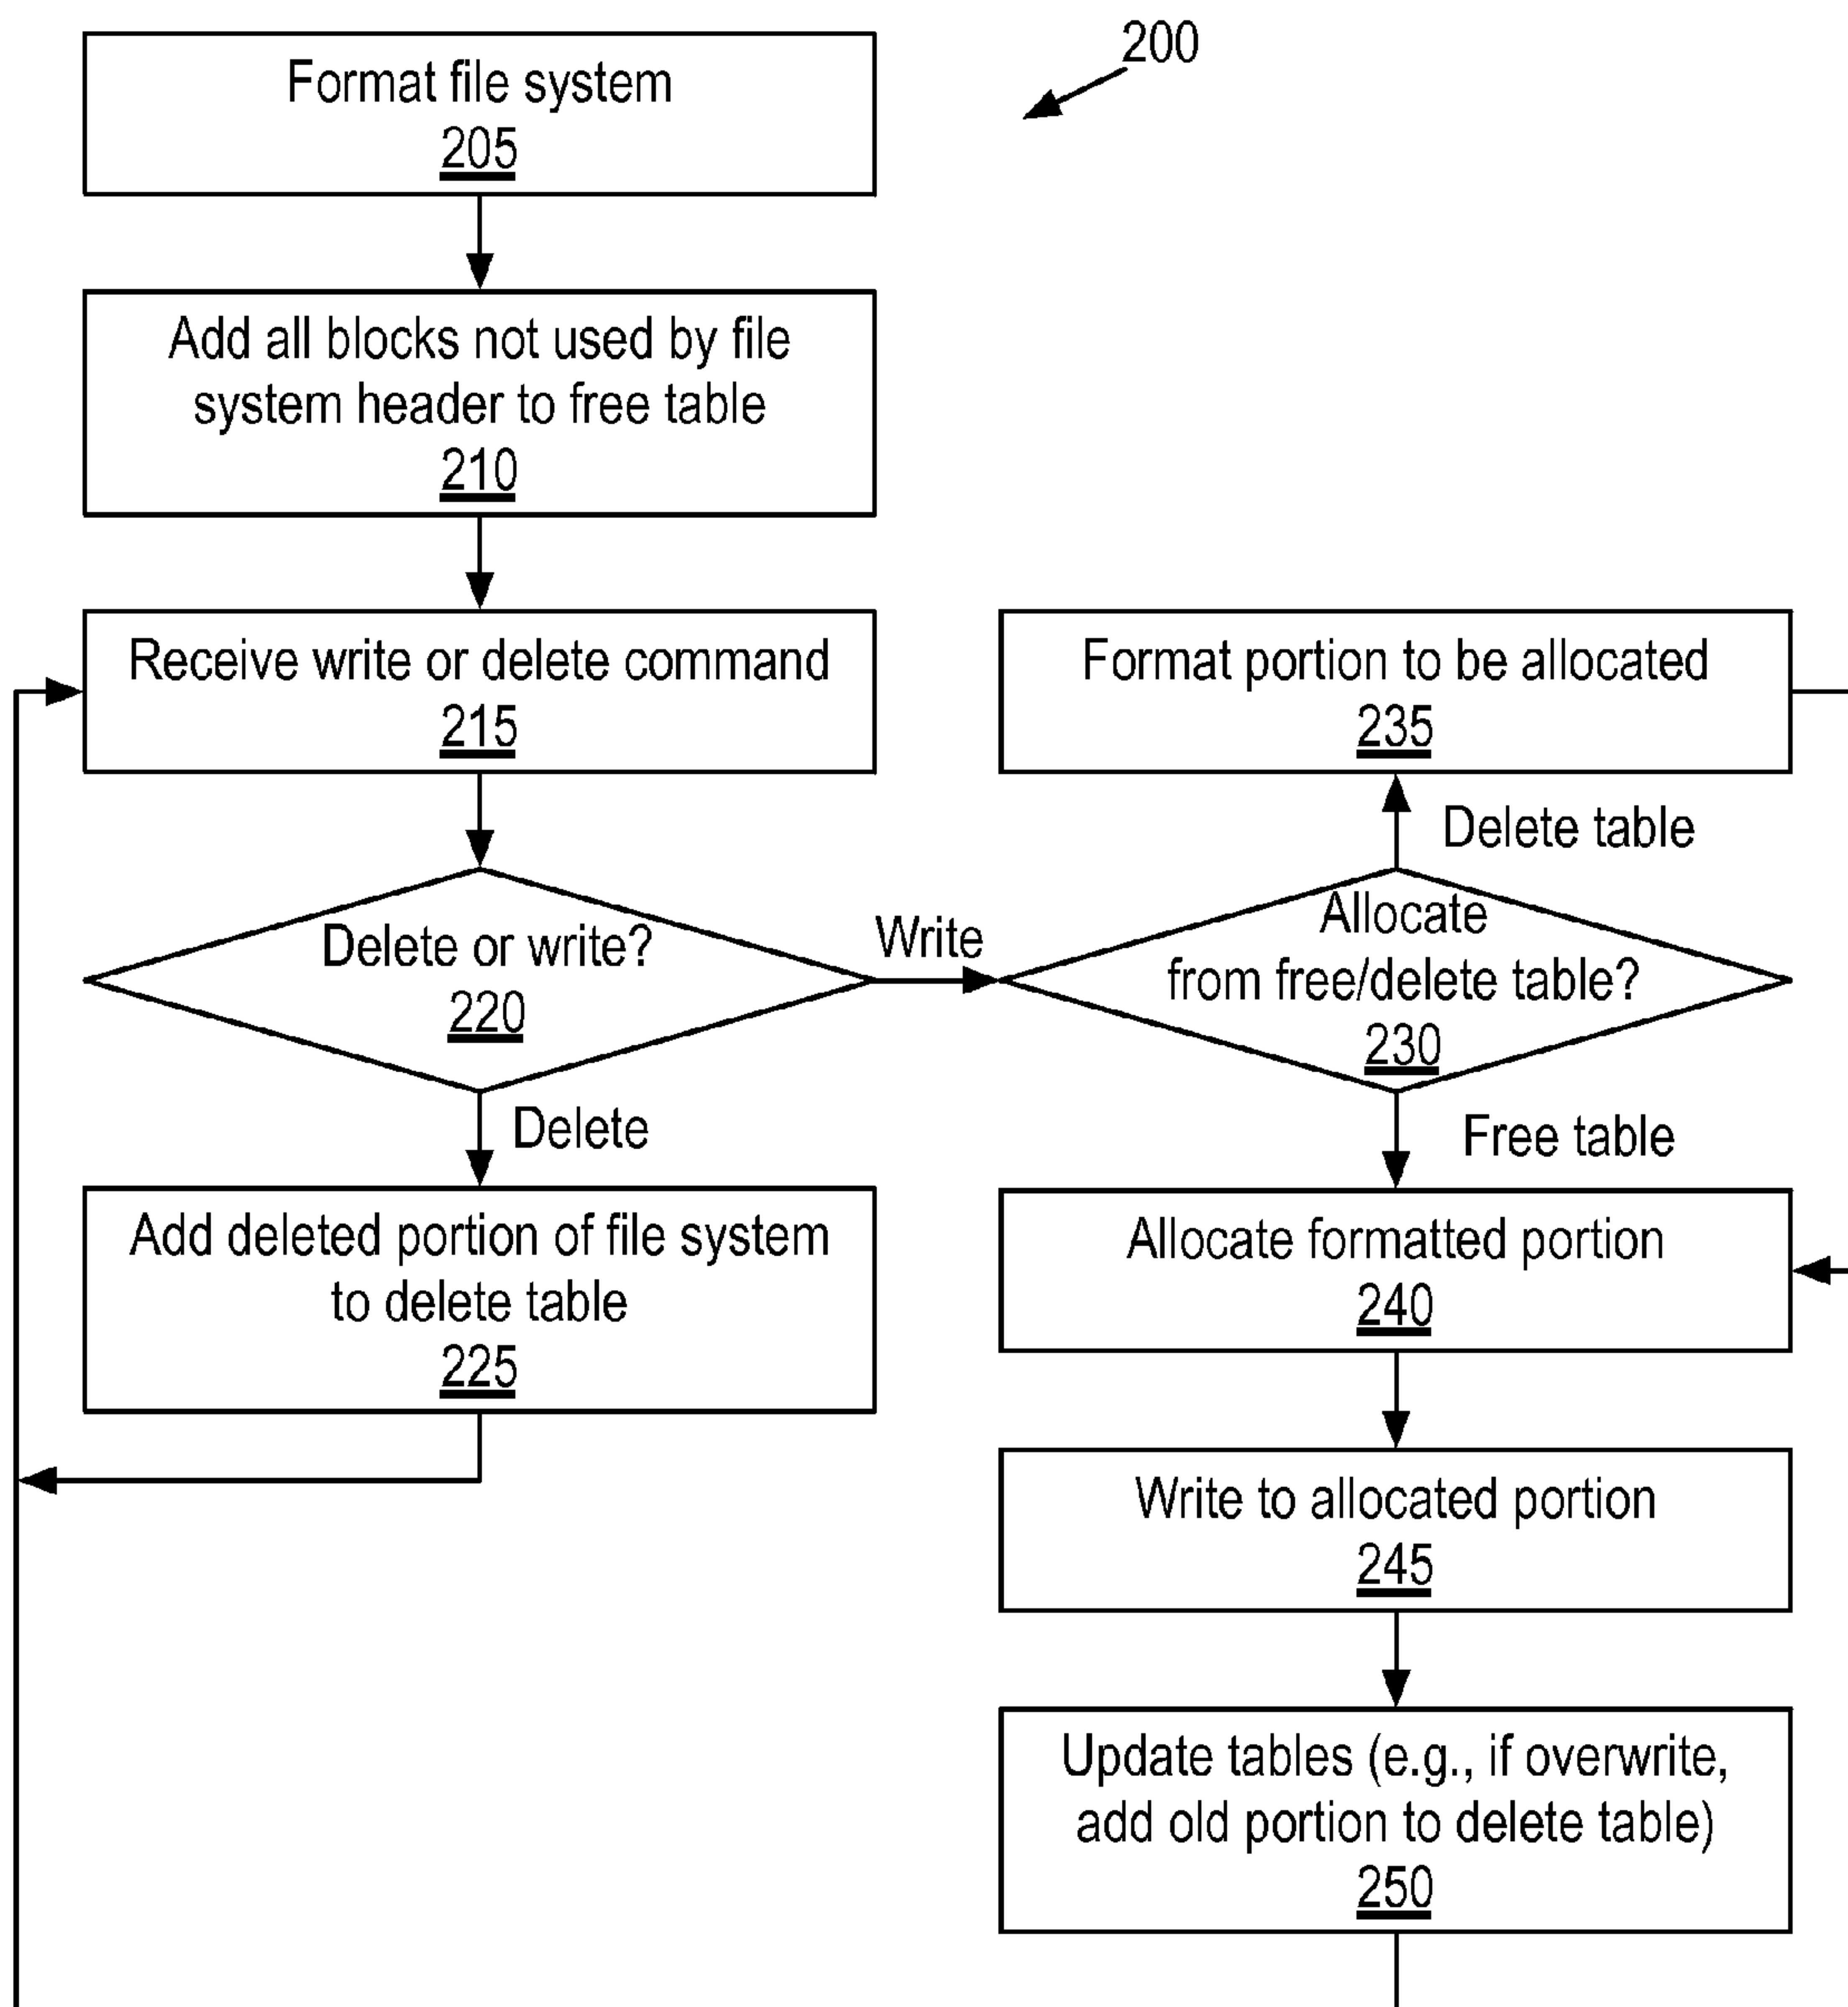 200
Format file system
205
Add all blocks not used by file
system header to free table
210
Receive write or delete command
215
Delete or write?
220
Write
Delete
Add deleted portion of file system
to delete table
225
Format portion to be allocated
235
Delete table
Allocate
from free/delete table?
230
Free table
Allocate formatted portion
240
Write to allocated portion
245
Update tables (e.g., if overwrite,
add old portion to delete table)
250